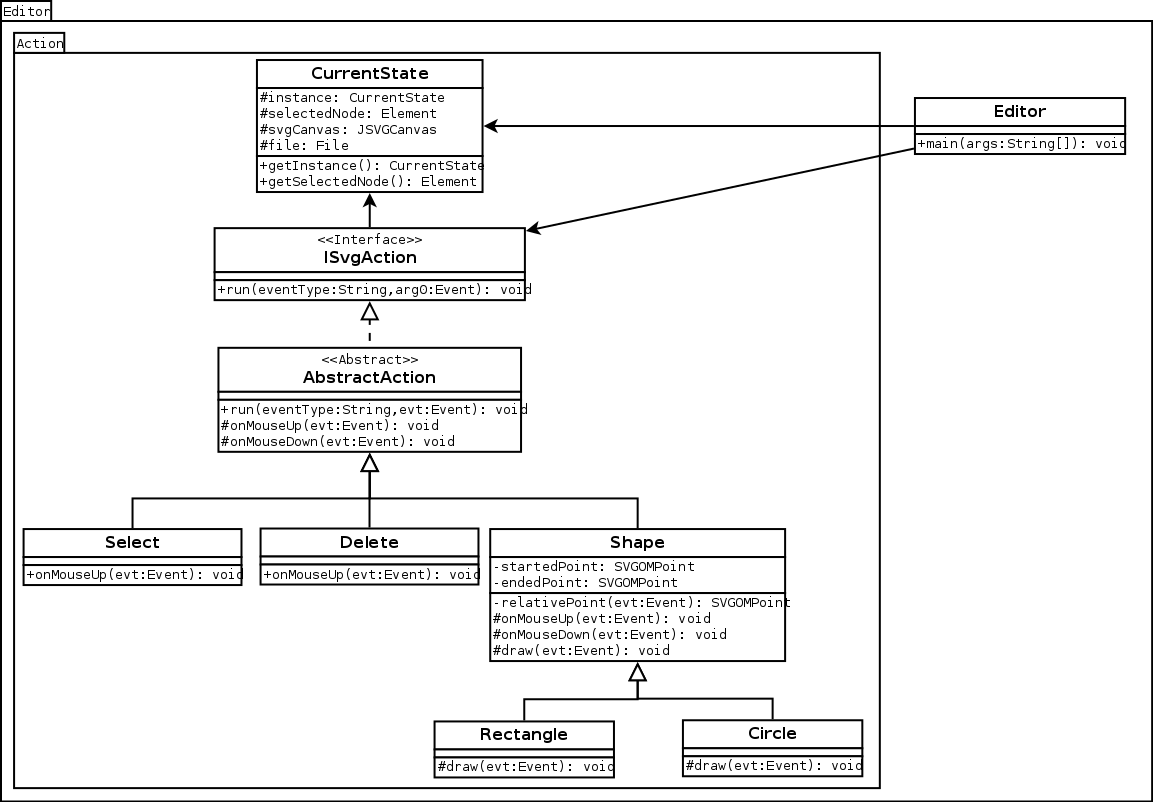 Editor
Action
CurrentState
#instance: CurrentState
#selectedNode: Element
#svgCanvas: JSVGCanvas
#file: File
+getInstance(): CurrentState
+getSelectedNode(): Element
Editor
+main(args:String[]): void
<<Interface>>
ISvgAction
+run(eventType:String,arg0:Event): void
<<Abstract>>
AbstractAction
+run(eventType:String,evt:Event): void
#onMouseUp(evt:Event): void
#onMouseDown(evt:Event): void
Select
+onMouseUp(evt:Event): void
Delete
+onMouseUp(evt:Event): void
Shape
-startedPoint: SVGOMPoint
-endedPoint: SVGOMPoint
-relativePoint(evt:Event): SVGOMPoint
#onMouseUp(evt:Event): void
#onMouseDown(evt:Event): void
#draw(evt:Event): void
Rectangle
#draw(evt:Event): void
Circle
#draw(evt:Event): void